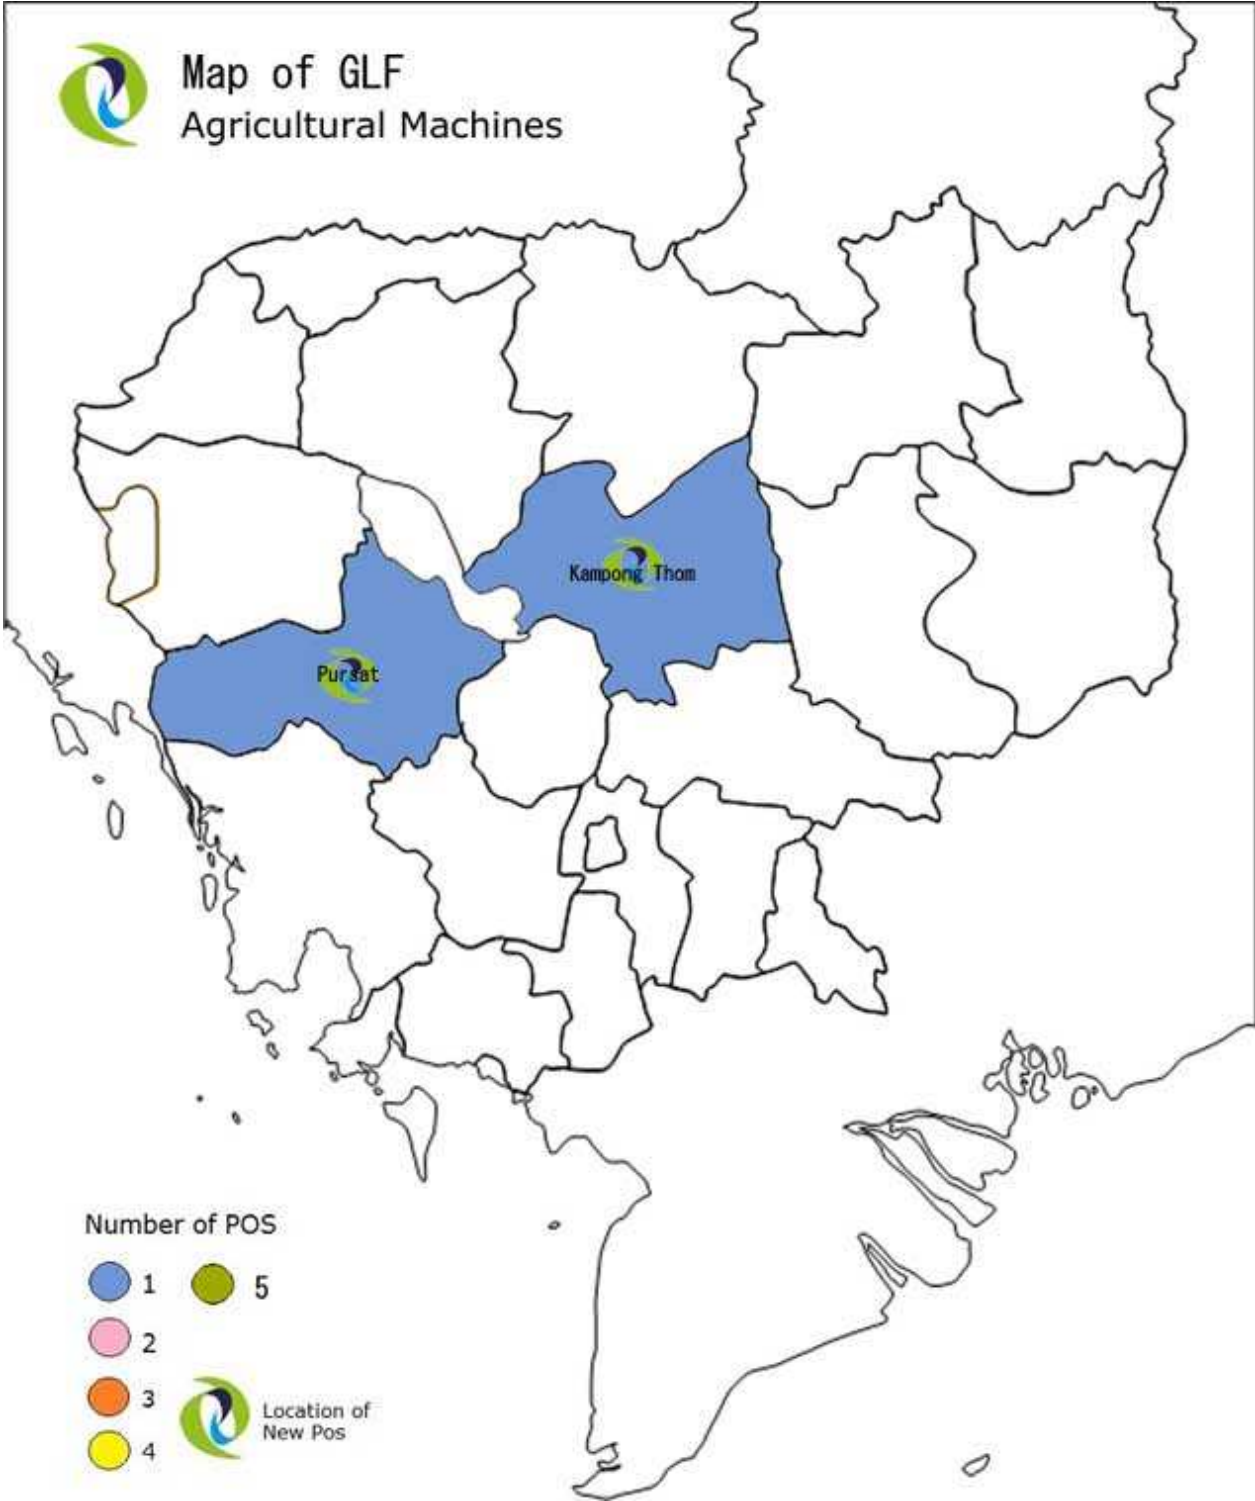 Map of GLF
Agricultural Machines
Kampong Thom
Pursat
Number of POS
1
5
2
3
4
Location of
New Pos